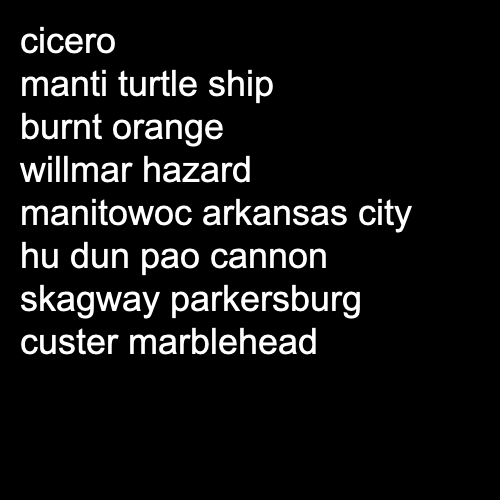 cicero
manti turtle ship
burnt orange
willmar hazard
manitowoc arkansas city
hu dun pao cannon
skagway parkersburg
custer marblehead